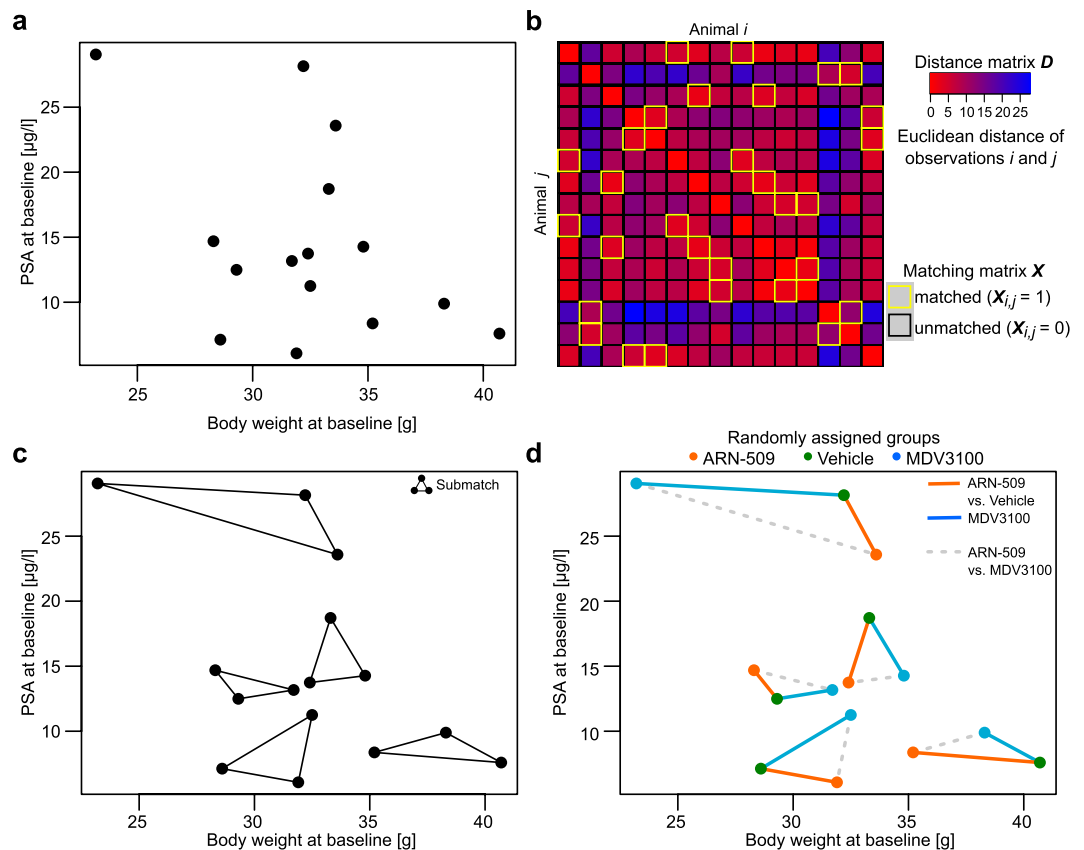 a
PSA at baseline [µg/l]
25
20
15
10
25
30
35
40
Body weight at baseline [g]
b
Animal i
Animal j
Distance matrix D
0 5 10 15 20 25
Euclidean distance of
observations i and j
Matching matrix X
matched (Xi,j = 1)
unmatched (Xi,j = 0)
c
Submatch
PSA at baseline [µg/l]
25
20
15
10
25
30
35
40
Body weight at baseline [g]
d
Randomly assigned groups
ARN-509
Vehicle
MDV3100
ARN-509
vs. Vehicle
MDV3100
ARN-509
vs. MDV3100
PSA at baseline [µg/l]
25
20
15
10
25
30
35
40
Body weight at baseline [g]